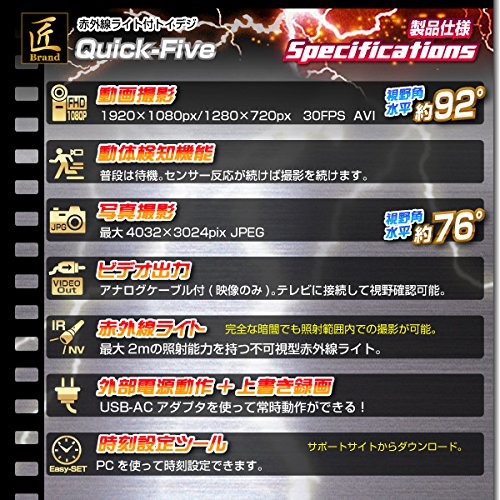 匠
Brand
赤外線ライト付トイデジ
Quick-Five
製品仕様
Specifications
FHD
1080P
動画撮影
1920×1080px/1280×720px 30FPS AVI
視野角
水平
約92°
動体検知機能
普段は待機。センサー反応が続けば撮影を続けます。
JPG
写真撮影
最大4032×3024pix JPEG
視野角
水平
約76°
VIDEO
Out
ビデオ出力
アナログケーブル付(映像のみ)。テレビに接続して視野確認可能。
IR
NV
赤外線ライト
完全な暗闇でも照射範囲内での撮影が可能。
最大2mの照射能力を持つ不可視型赤外線ライト。
外部電源動作+上書き録画
USB-ACアダプタを使って常時動作ができる!
Easy-SET
時刻設定ツール
サポートサイトからダウンロード。
PCを使って時刻設定できます。